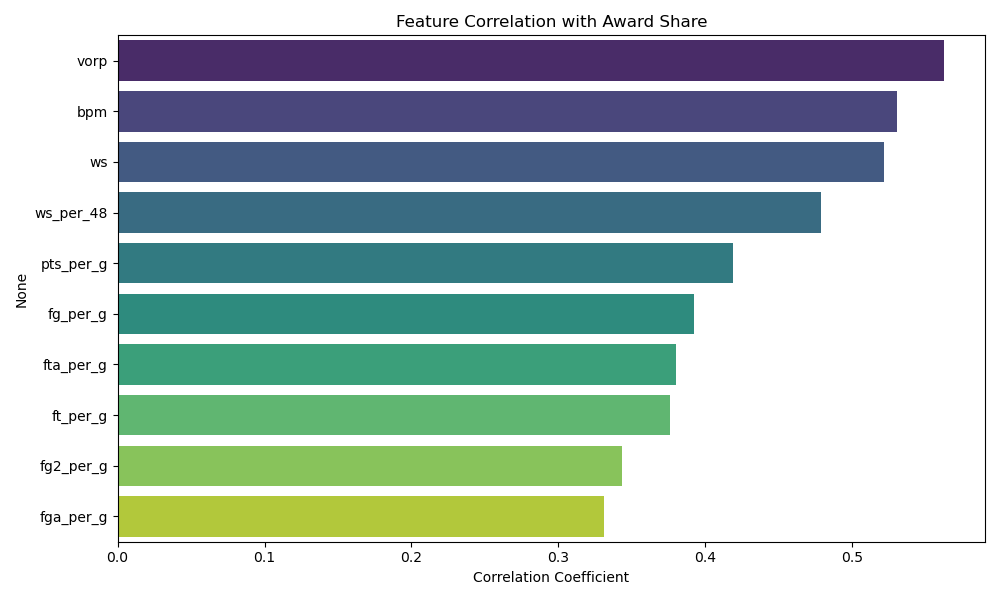 Feature Correlation with Award Share
vorp
bpm
ws
ws_per_48
pts_per_g
fg_per_g
fta_per_g
ft_per_g
fg2_per_g
fga_per_g
None
0.0 0.1 0.2 0.3 0.4 0.5
Correlation Coefficient